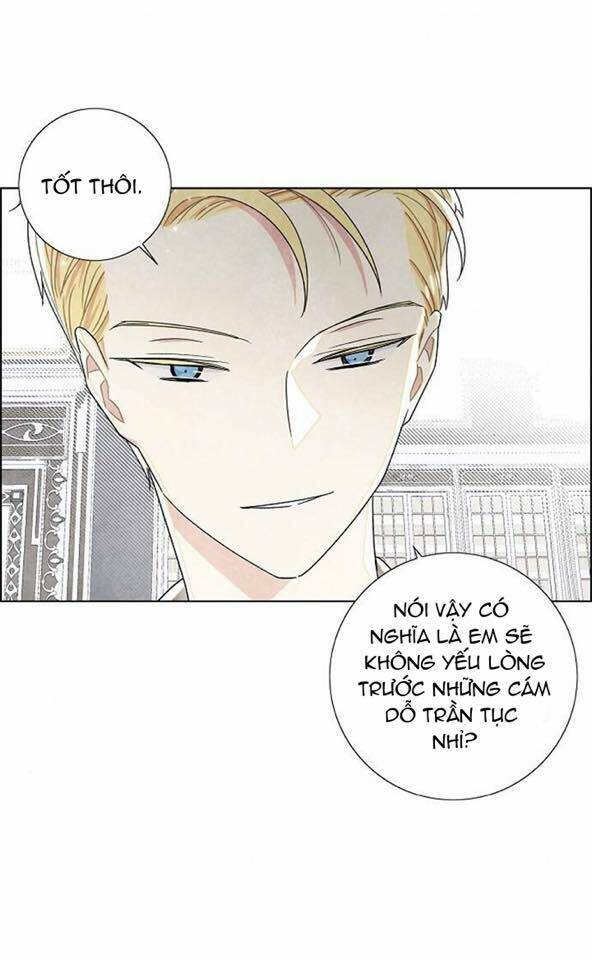 TỐT THÔI.
NÓI VẬY CÓ
NGHĨA LÀ EM SẼ
KHÔNG YẾU LÒNG
TRƯỚC NHỮNG CÁM
DỖ TRẦN TỤC
NHỈ?